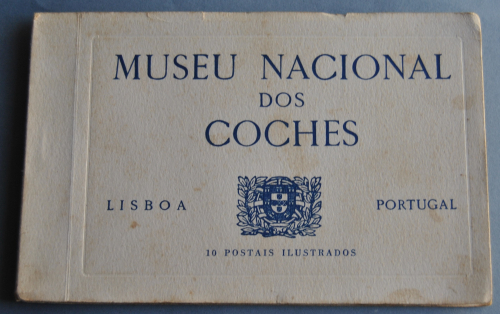 MUSEU NACIONAL
DOS
COCHES
LISBOA PORTUGAL
10 POSTAIS ILUSTRADOS